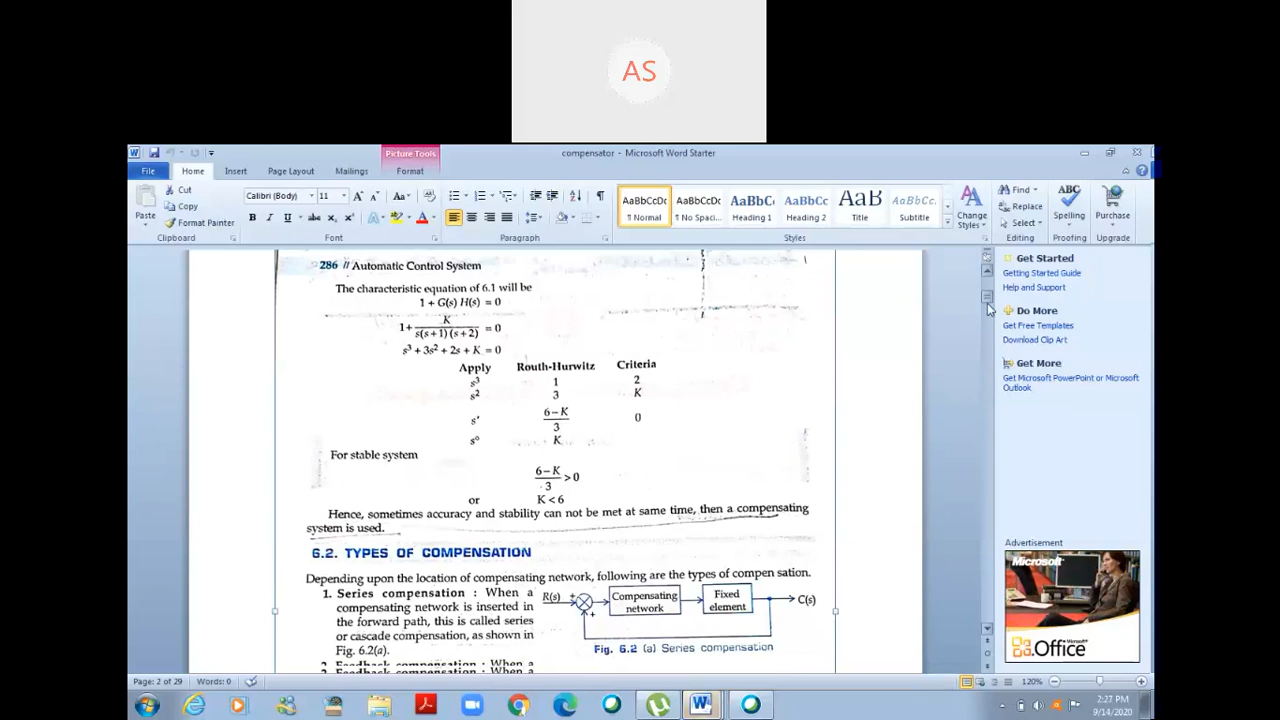 AS
compensator - Microsoft Word Starter
Picture Tools
File Home Insert Page Layout Mailings Format
Paste
Cut
Copy
Format Painter
Clipboard
Calibri (Body) 11
Font
Paragraph
AaBbCcDc AaBbCcDc AaBbCc AaBbCc AaB AaBbCc.
¶ Normal ¶ No Spaci... Heading 1 Heading 2 Title Subtitle
Change Styles
Styles
Find
Replace
Select
Editing
Spelling
Proofing
Purchase
Upgrade
286 // Automatic Control System
The characteristic equation of 6.1 will be
1 + G(s) H(s) = 0
1 + K / s(s+1)(s+2) = 0
s³ + 3s² + 2s + K = 0
Apply Routh-Hurwitz Criteria
s³ 1 2
s² 3 K
s′ 6–K / 3 0
s° K
For stable system
6–K / 3 > 0
or K < 6
Hence, sometimes accuracy and stability can not be met at same time, then a compensating
system is used.
6.2. TYPES OF COMPENSATION
Depending upon the location of compensating network, following are the types of compen sation.
1. Series compensation : When a
compensating network is inserted in
the forward path, this is called series
or cascade compensation, as shown in
Fig. 6.2(a).
R(s) + + Compensating network Fixed element C(s)
Fig. 6.2 (a) Series compensation
2. Feedback compensation : When a
Get Started
Getting Started Guide
Help and Support
Do More
Get Free Templates
Download Clip Art
Get More
Get Microsoft PowerPoint or Microsoft
Outlook
Advertisement
Microsoft
Office
Page: 2 of 29 Words: 0 120%
2:27 PM
9/14/2020